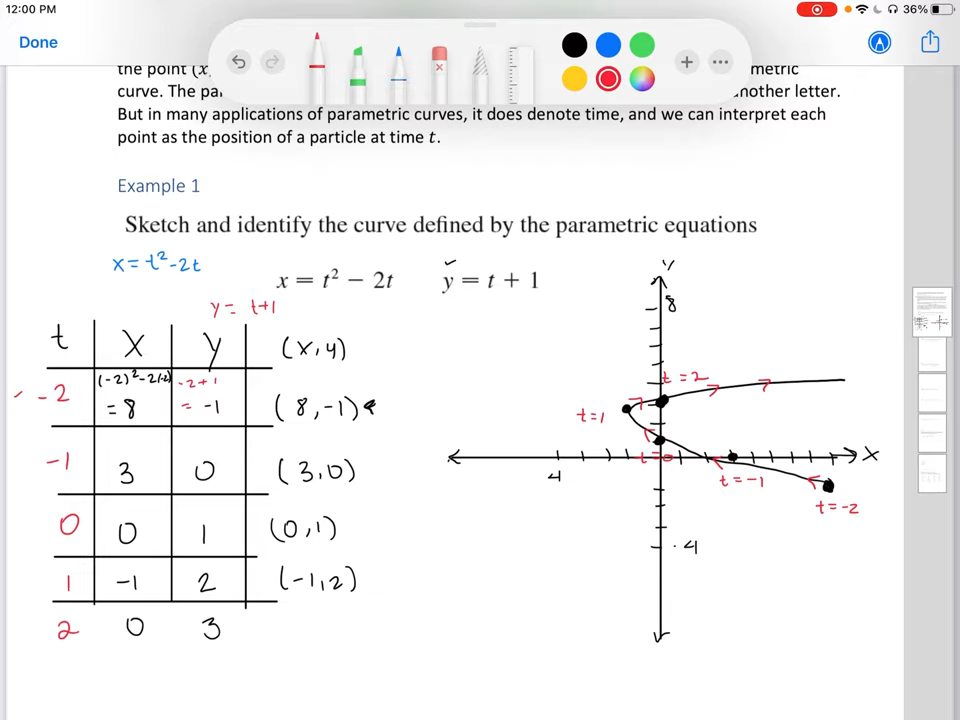 12:00 PM
36%
Done
the point (x
metric
curve. The pa
nother letter.
But in many applications of parametric curves, it does denote time, and we can interpret each
point as the position of a particle at time t.
Example 1
Sketch and identify the curve defined by the parametric equations
x = t² - 2t
x = t² − 2t y = t + 1
y = t+1
t x y (x, y)
-2 (-2)²-2(-2) = 8 -2+1 = -1 (8, -1)
-1 3 0 (3, 0)
0 0 1 (0, 1)
1 -1 2 (-1, 2)
2 0 3
y
8
t = 2
t=1
x
t=0
4
t = -1
t = -2
4